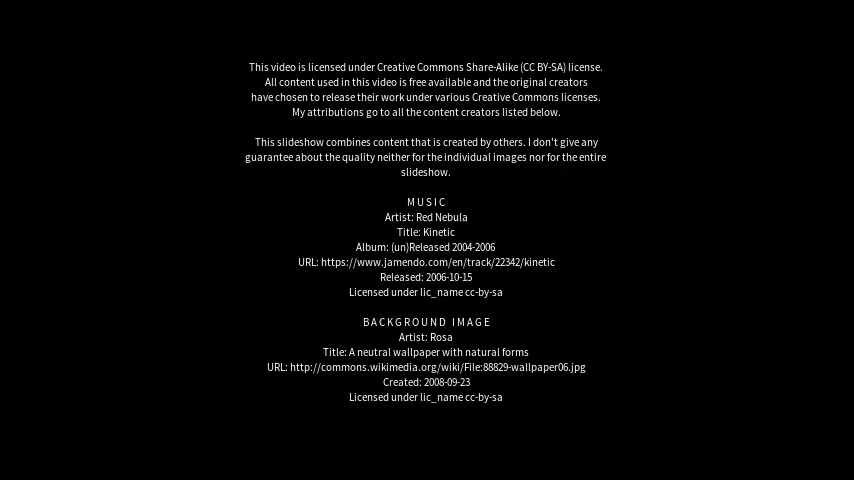 This video is licensed under Creative Commons Share-Alike (CC BY-SA) license.
All content used in this video is free available and the original creators
have chosen to release their work under various Creative Commons licenses.
My attributions go to all the content creators listed below.
This slideshow combines content that is created by others. I don't give any
guarantee about the quality neither for the individual images nor for the entire
slideshow.
MUSIC
Artist: Red Nebula
Title: Kinetic
Album: (un)Released 2004-2006
URL: https://www.jamendo.com/en/track/22342/kinetic
Released: 2006-10-15
Licensed under lic_name cc-by-sa
BACKGROUND IMAGE
Artist: Rosa
Title: A neutral wallpaper with natural forms
URL: http://commons.wikimedia.org/wiki/File:88829-wallpaper06.jpg
Created: 2008-09-23
Licensed under lic_name cc-by-sa